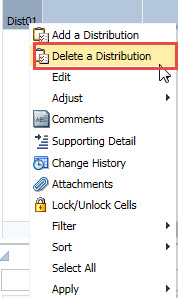 Dist01
Add a Distribution
Delete a Distribution
Edit
Adjust
ABC
Comments
Supporting Detail
Change History
Attachments
Lock/Unlock Cells
Filter
Sort
Select All
Apply